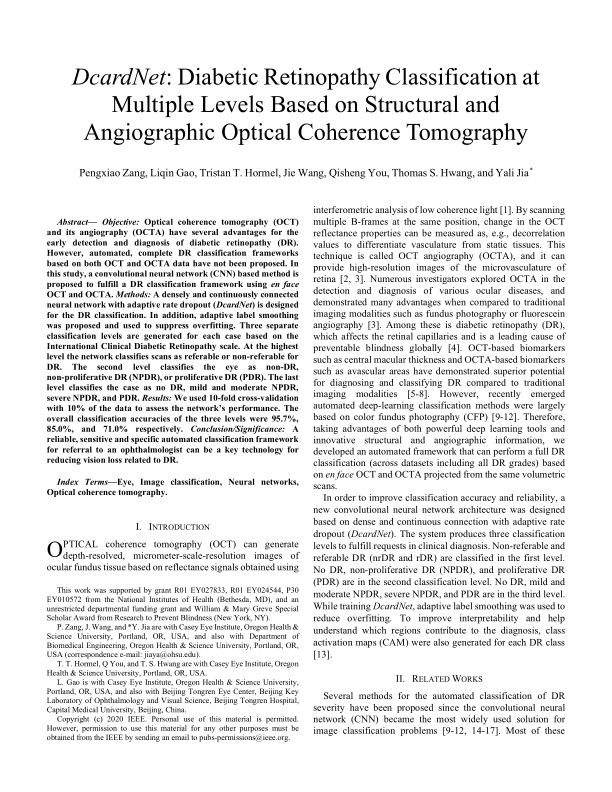 DcardNet: Diabetic Retinopathy Classification at
Multiple Levels Based on Structural and
Angiographic Optical Coherence Tomography
Pengxiao Zang, Liqin Gao, Tristan T. Hormel, Jie Wang, Qisheng You, Thomas S. Hwang, and Yali Jia*
Abstract— Objective: Optical coherence tomography (OCT)
and its angiography (OCTA) have several advantages for the
early detection and diagnosis of diabetic retinopathy (DR).
However, automated, complete DR classification frameworks
based on both OCT and OCTA data have not been proposed. In
this study, a convolutional neural network (CNN) based method is
proposed to fulfill a DR classification framework using en face
OCT and OCTA. Methods: A densely and continuously connected
neural network with adaptive rate dropout (DcardNet) is designed
for the DR classification. In addition, adaptive label smoothing
was proposed and used to suppress overfitting. Three separate
classification levels are generated for each case based on the
International Clinical Diabetic Retinopathy scale. At the highest
level the network classifies scans as referable or non-referable for
DR. The second level classifies the eye as non-DR,
non-proliferative DR (NPDR), or proliferative DR (PDR). The last
level classifies the case as no DR, mild and moderate NPDR,
severe NPDR, and PDR. Results: We used 10-fold cross-validation
with 10% of the data to assess the network's performance. The
overall classification accuracies of the three levels were 95.7%,
85.0%, and 71.0% respectively. Conclusion/Significance: A
reliable, sensitive and specific automated classification framework
for referral to an ophthalmologist can be a key technology for
reducing vision loss related to DR.
Index Terms—Eye, Image classification, Neural networks,
Optical coherence tomography.
I. INTRODUCTION
OPTICAL coherence tomography (OCT) can generate
depth-resolved, micrometer-scale-resolution images of
ocular fundus tissue based on reflectance signals obtained using
This work was supported by grant R01 EY027833, R01 EY024544, P30
EY010572 from the National Institutes of Health (Bethesda, MD), and an
unrestricted departmental funding grant and William & Mary Greve Special
Scholar Award from Research to Prevent Blindness (New York, NY).
P. Zang, J. Wang, and *Y. Jia are with Casey Eye Institute, Oregon Health &
Science University, Portland, OR, USA, and also with Department of
Biomedical Engineering, Oregon Health & Science University, Portland, OR,
USA (correspondence e-mail: jiaya@ohsu.edu).
T. T. Hormel, Q You, and T. S. Hwang are with Casey Eye Institute, Oregon
Health & Science University, Portland, OR, USA.
L. Gao is with Casey Eye Institute, Oregon Health & Science University,
Portland, OR, USA, and also with Beijing Tongren Eye Center, Beijing Key
Laboratory of Ophthalmology and Visual Science, Beijing Tongren Hospital,
Capital Medical University, Beijing, China.
Copyright (c) 2020 IEEE. Personal use of this material is permitted.
However, permission to use this material for any other purposes must be
obtained from the IEEE by sending an email to pubs-permissions@ieee.org.
interferometric analysis of low coherence light [1]. By scanning
multiple B-frames at the same position, change in the OCT
reflectance properties can be measured as, e.g., decorrelation
values to differentiate vasculature from static tissues. This
technique is called OCT angiography (OCTA), and it can
provide high-resolution images of the microvasculature of
retina [2, 3]. Numerous investigators explored OCTA in the
detection and diagnosis of various ocular diseases, and
demonstrated many advantages when compared to traditional
imaging modalities such as fundus photography or fluorescein
angiography [3]. Among these is diabetic retinopathy (DR),
which affects the retinal capillaries and is a leading cause of
preventable blindness globally [4]. OCT-based biomarkers
such as central macular thickness and OCTA-based biomarkers
such as avascular areas have demonstrated superior potential
for diagnosing and classifying DR compared to traditional
imaging modalities [5-8]. However, recently emerged
automated deep-learning classification methods were largely
based on color fundus photography (CFP) [9-12]. Therefore,
taking advantages of both powerful deep learning tools and
innovative structural and angiographic information, we
developed an automated framework that can perform a full DR
classification (across datasets including all DR grades) based
on en face OCT and OCTA projected from the same volumetric
scans.
In order to improve classification accuracy and reliability, a
new convolutional neural network architecture was designed
based on dense and continuous connection with adaptive rate
dropout (DcardNet). The system produces three classification
levels to fulfill requests in clinical diagnosis. Non-referable and
referable DR (nrDR and rDR) are classified in the first level.
No DR, non-proliferative DR (NPDR), and proliferative DR
(PDR) are in the second classification level. No DR, mild and
moderate NPDR, severe NPDR, and PDR are in the third level.
While training DcardNet, adaptive label smoothing was used to
reduce overfitting. To improve interpretability and help
understand which regions contribute to the diagnosis, class
activation maps (CAM) were also generated for each DR class
[13].
II. RELATED WORKS
Several methods for the automated classification of DR
severity have been proposed since the convolutional neural
network (CNN) became the most widely used solution for
image classification problems [9-12, 14-17]. Most of these